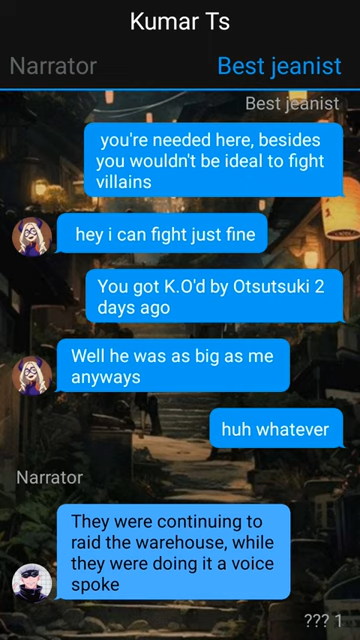 Kumar Ts
Narrator
Best jeanist
Best jeanist
you're needed here, besides
you wouldn't be ideal to fight
villains
hey i can fight just fine
You got K.O'd by Otsutsuki 2
days ago
Well he was as big as me
anyways
huh whatever
Narrator
They were continuing to
raid the warehouse, while
they were doing it a voice
spoke
??? 1